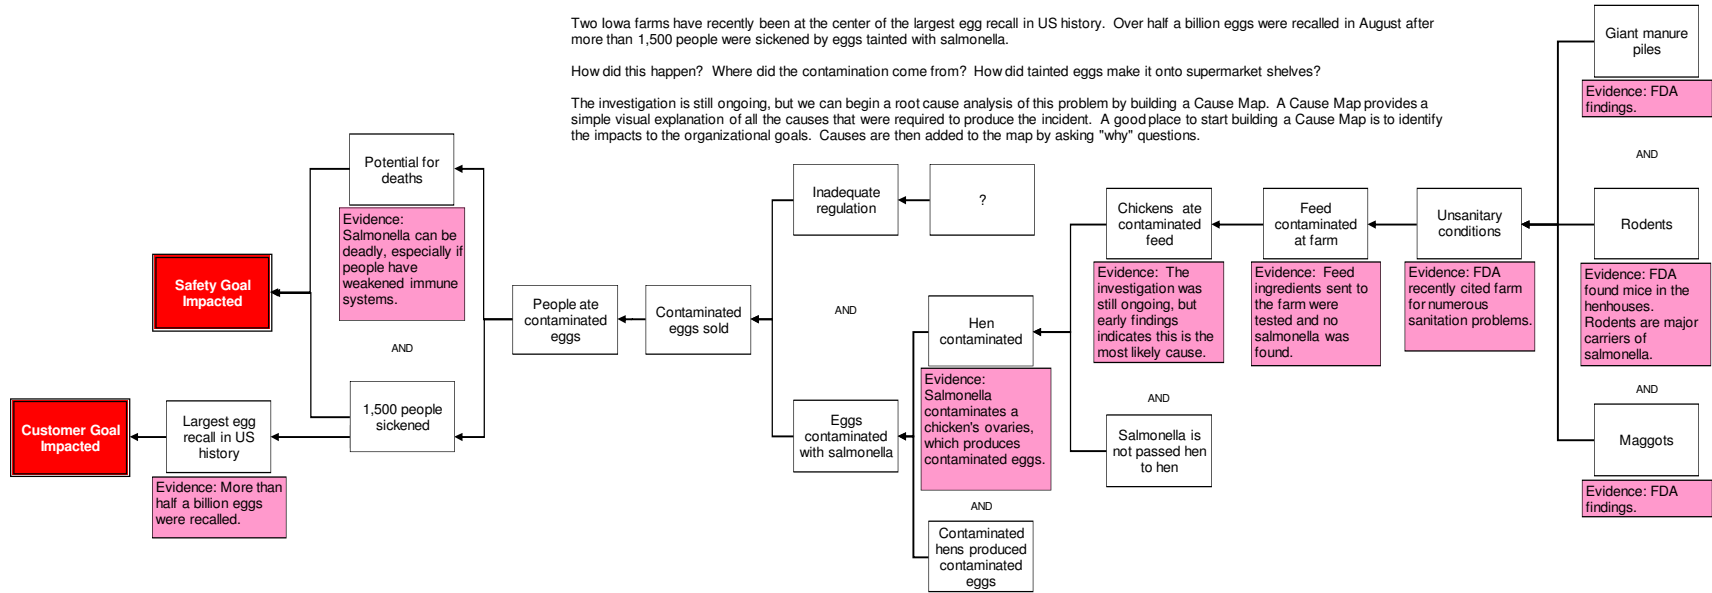 Two Iowa farms have recently been at the center of the largest egg recall in US history. Over half a billion eggs were recalled in August after
more than 1,500 people were sickened by eggs tainted with salmonella.
How did this happen? Where did the contamination come from? How did tainted eggs make it onto supermarket shelves?
The investigation is still ongoing, but we can begin a root cause analysis of this problem by building a Cause Map. A Cause Map provides a
simple visual explanation of all the causes that were required to produce the incident. A good place to start building a Cause Map is to identify
the impacts to the organizational goals. Causes are then added to the map by asking "why" questions.
Safety Goal
Impacted
Customer Goal
Impacted
Largest egg
recall in US
history
Evidence: More than
half a billion eggs
were recalled.
Potential for
deaths
Evidence:
Salmonella can be
deadly, especially if
people have
weakened immune
systems.
AND
1,500 people
sickened
People ate
contaminated
eggs
Contaminated
eggs sold
Inadequate
regulation
?
AND
Eggs
contaminated
with salmonella
Hen
contaminated
Evidence:
Salmonella
contaminates a
chicken's ovaries,
which produces
contaminated eggs.
AND
Contaminated
hens produced
contaminated
eggs
Chickens ate
contaminated
feed
Evidence: The
investigation was
still ongoing, but
early findings
indicates this is the
most likely cause.
AND
Salmonella is
not passed hen
to hen
Feed
contaminated
at farm
Evidence: Feed
ingredients sent to
the farm were
tested and no
salmonella was
found.
Unsanitary
conditions
Evidence: FDA
recently cited farm
for numerous
sanitation problems.
Giant manure
piles
Evidence: FDA
findings.
AND
Rodents
Evidence: FDA
found mice in the
henhouses.
Rodents are major
carriers of
salmonella.
AND
Maggots
Evidence: FDA
findings.